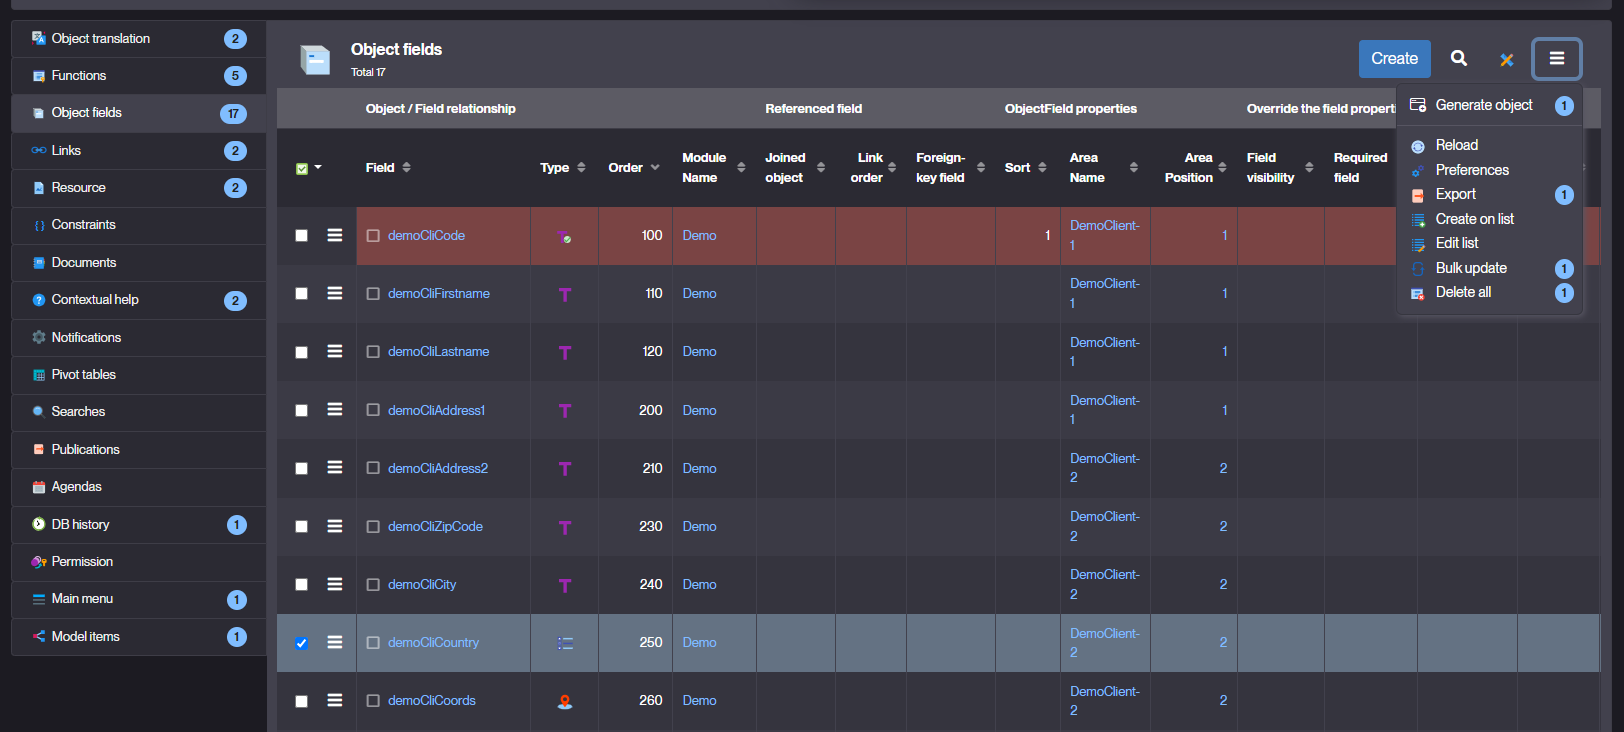 Object translation 2
Functions 5
Object fields 17
Links 2
Resource 2
Constraints
Documents
Contextual help 2
Notifications
Pivot tables
Searches
Publications
Agendas
DB history 1
Permission
Main menu 1
Model items 1
Object fields
Total 17
Create
Generate object 1
Reload
Preferences
Export 1
Create on list
Edit list
Bulk update 1
Delete all 1
Object / Field relationship Referenced field ObjectField properties Override the field properti
Field Type Order Module Name Joined object Link order Foreign-key field Sort Area Name Area Position Field visibility Required field
demoCliCode 100 Demo 1 DemoClient-1 1
demoCliFirstname 110 Demo DemoClient-1 1
demoCliLastname 120 Demo DemoClient-1 1
demoCliAddress1 200 Demo DemoClient-1 1
demoCliAddress2 210 Demo DemoClient-2 2
demoCliZipCode 230 Demo DemoClient-2 2
demoCliCity 240 Demo DemoClient-2 2
demoCliCountry 250 Demo DemoClient-2 2
demoCliCoords 260 Demo DemoClient-2 2